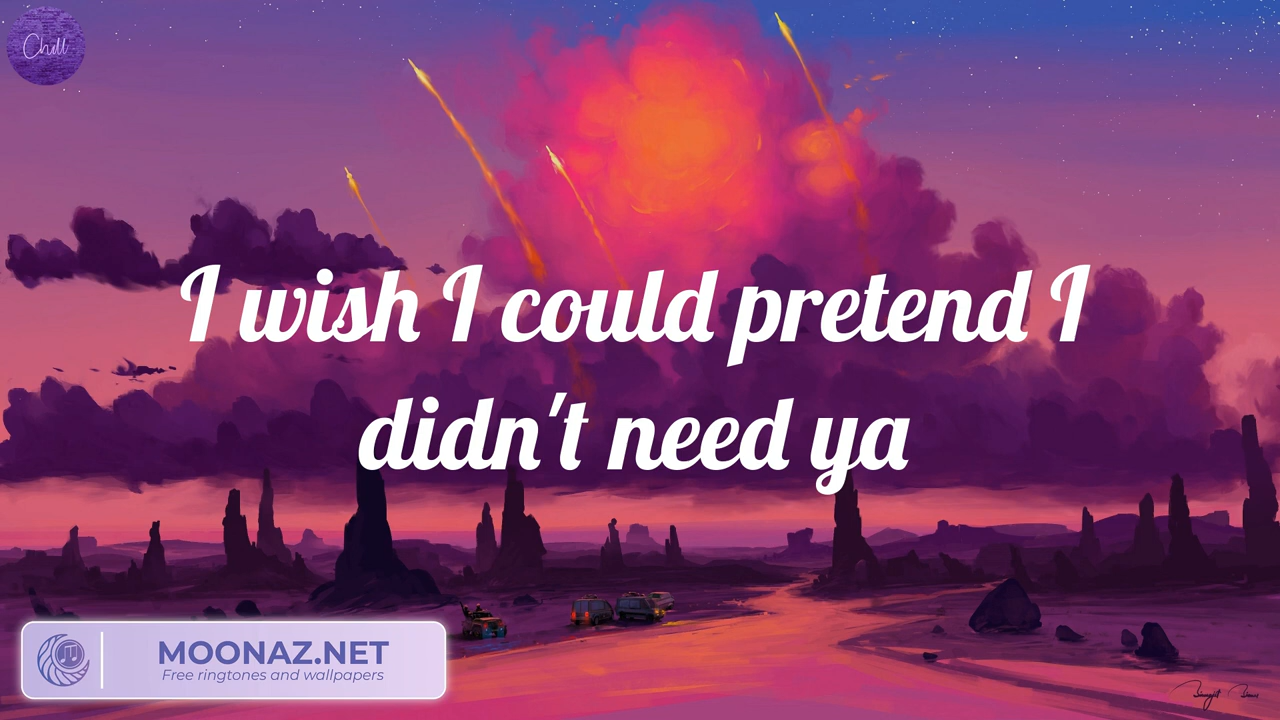 Chill
I wish I could pretend I
didn't need ya
MOONAZ.NET
Free ringtones and wallpapers